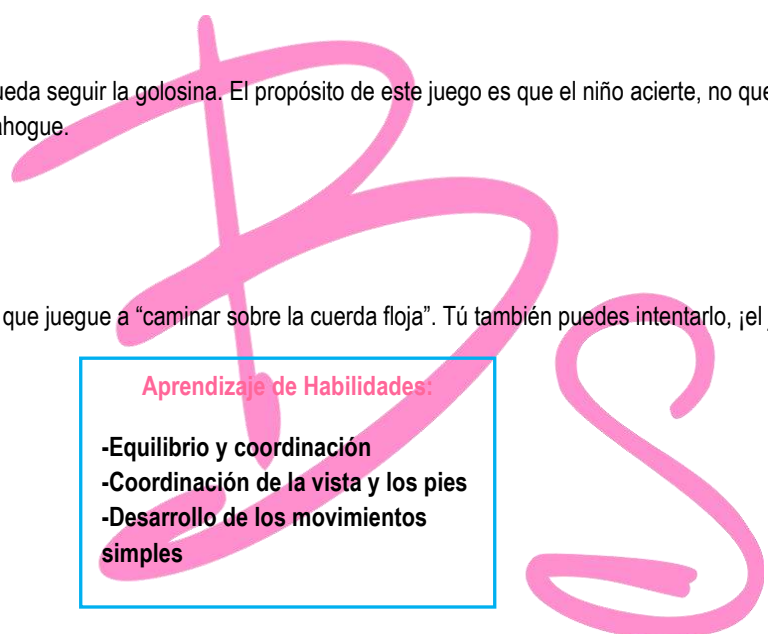 ueda seguir la golosina. El propósito de este juego es que el niño acierte, no que
ahogue.
que juegue a “caminar sobre la cuerda floja”. Tú también puedes intentarlo, ¡el
Aprendizaje de Habilidades:
-Equilibrio y coordinación
-Coordinación de la vista y los pies
-Desarrollo de los movimientos
simples
BS